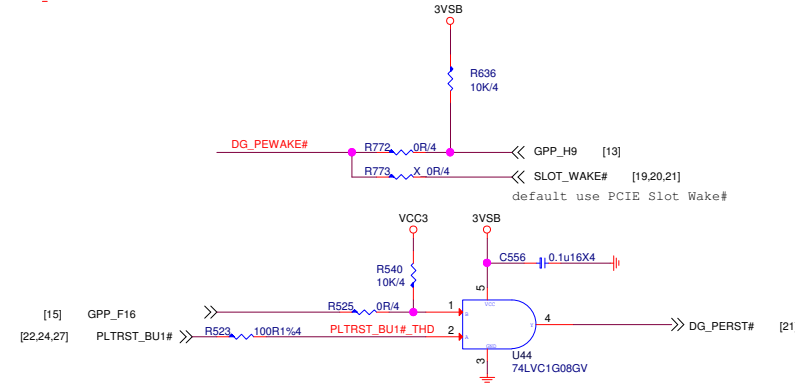 3VSB
R636
10K/4
DG_PEWAKE#
R772 0R/4
GPP_H9 [13]
R773 X_0R/4
SLOT_WAKE# [19,20,21]
default use PCIE Slot Wake#
VCC3
3VSB
C556 0.1u16X4
R540
10K/4
5
VCC
[15] GPP_F16
R525 0R/4
1
B
4
Y
DG_PERST# [21
[22,24,27] PLTRST_BU1#
R523 100R1%4
PLTRST_BU1#_THD
2
A
GND
3
U44
74LVC1G08GV